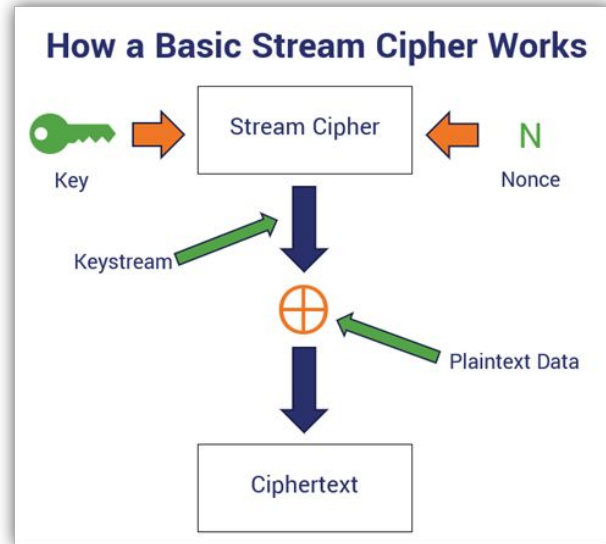 How a Basic Stream Cipher Works
Stream Cipher
N
Key
Nonce
Keystream
Plaintext Data
Ciphertext